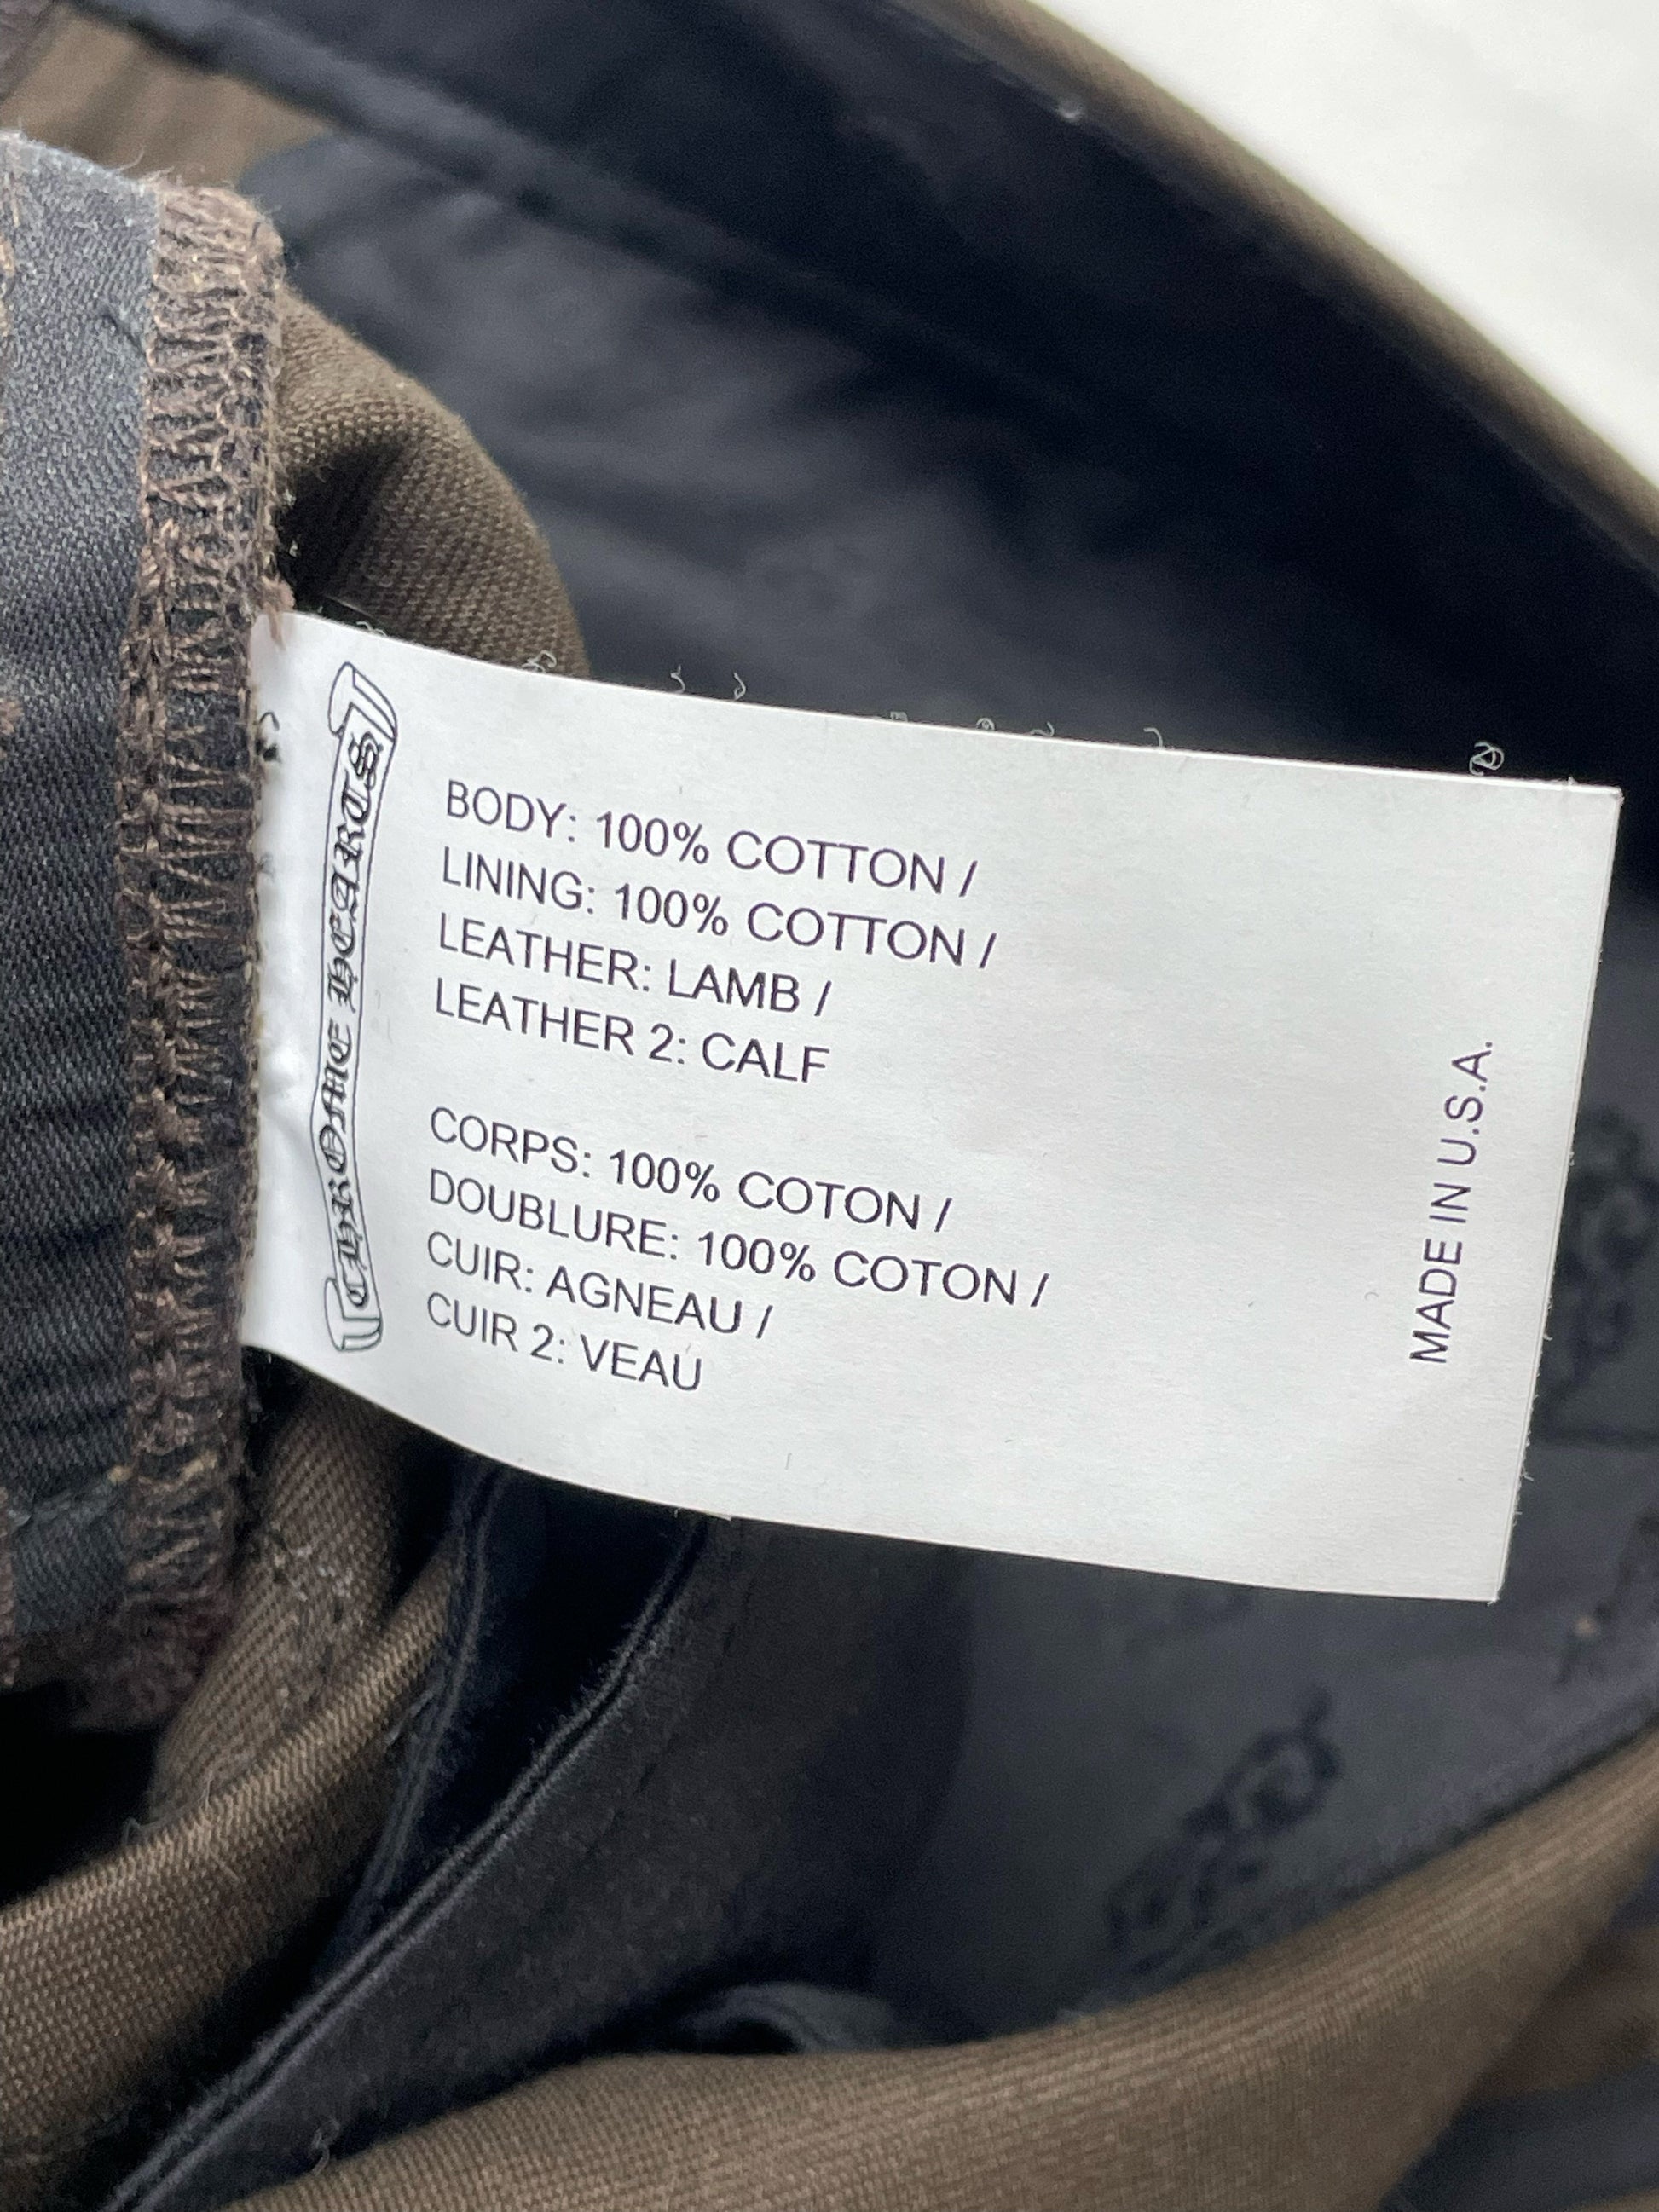 CHROME HEARTS
BODY: 100% COTTON /
LINING: 100% COTTON /
LEATHER: LAMB /
LEATHER 2: CALF
CORPS: 100% COTON /
DOUBLURE: 100% COTON /
CUIR: AGNEAU /
CUIR 2: VEAU
MADE IN U.S.A.